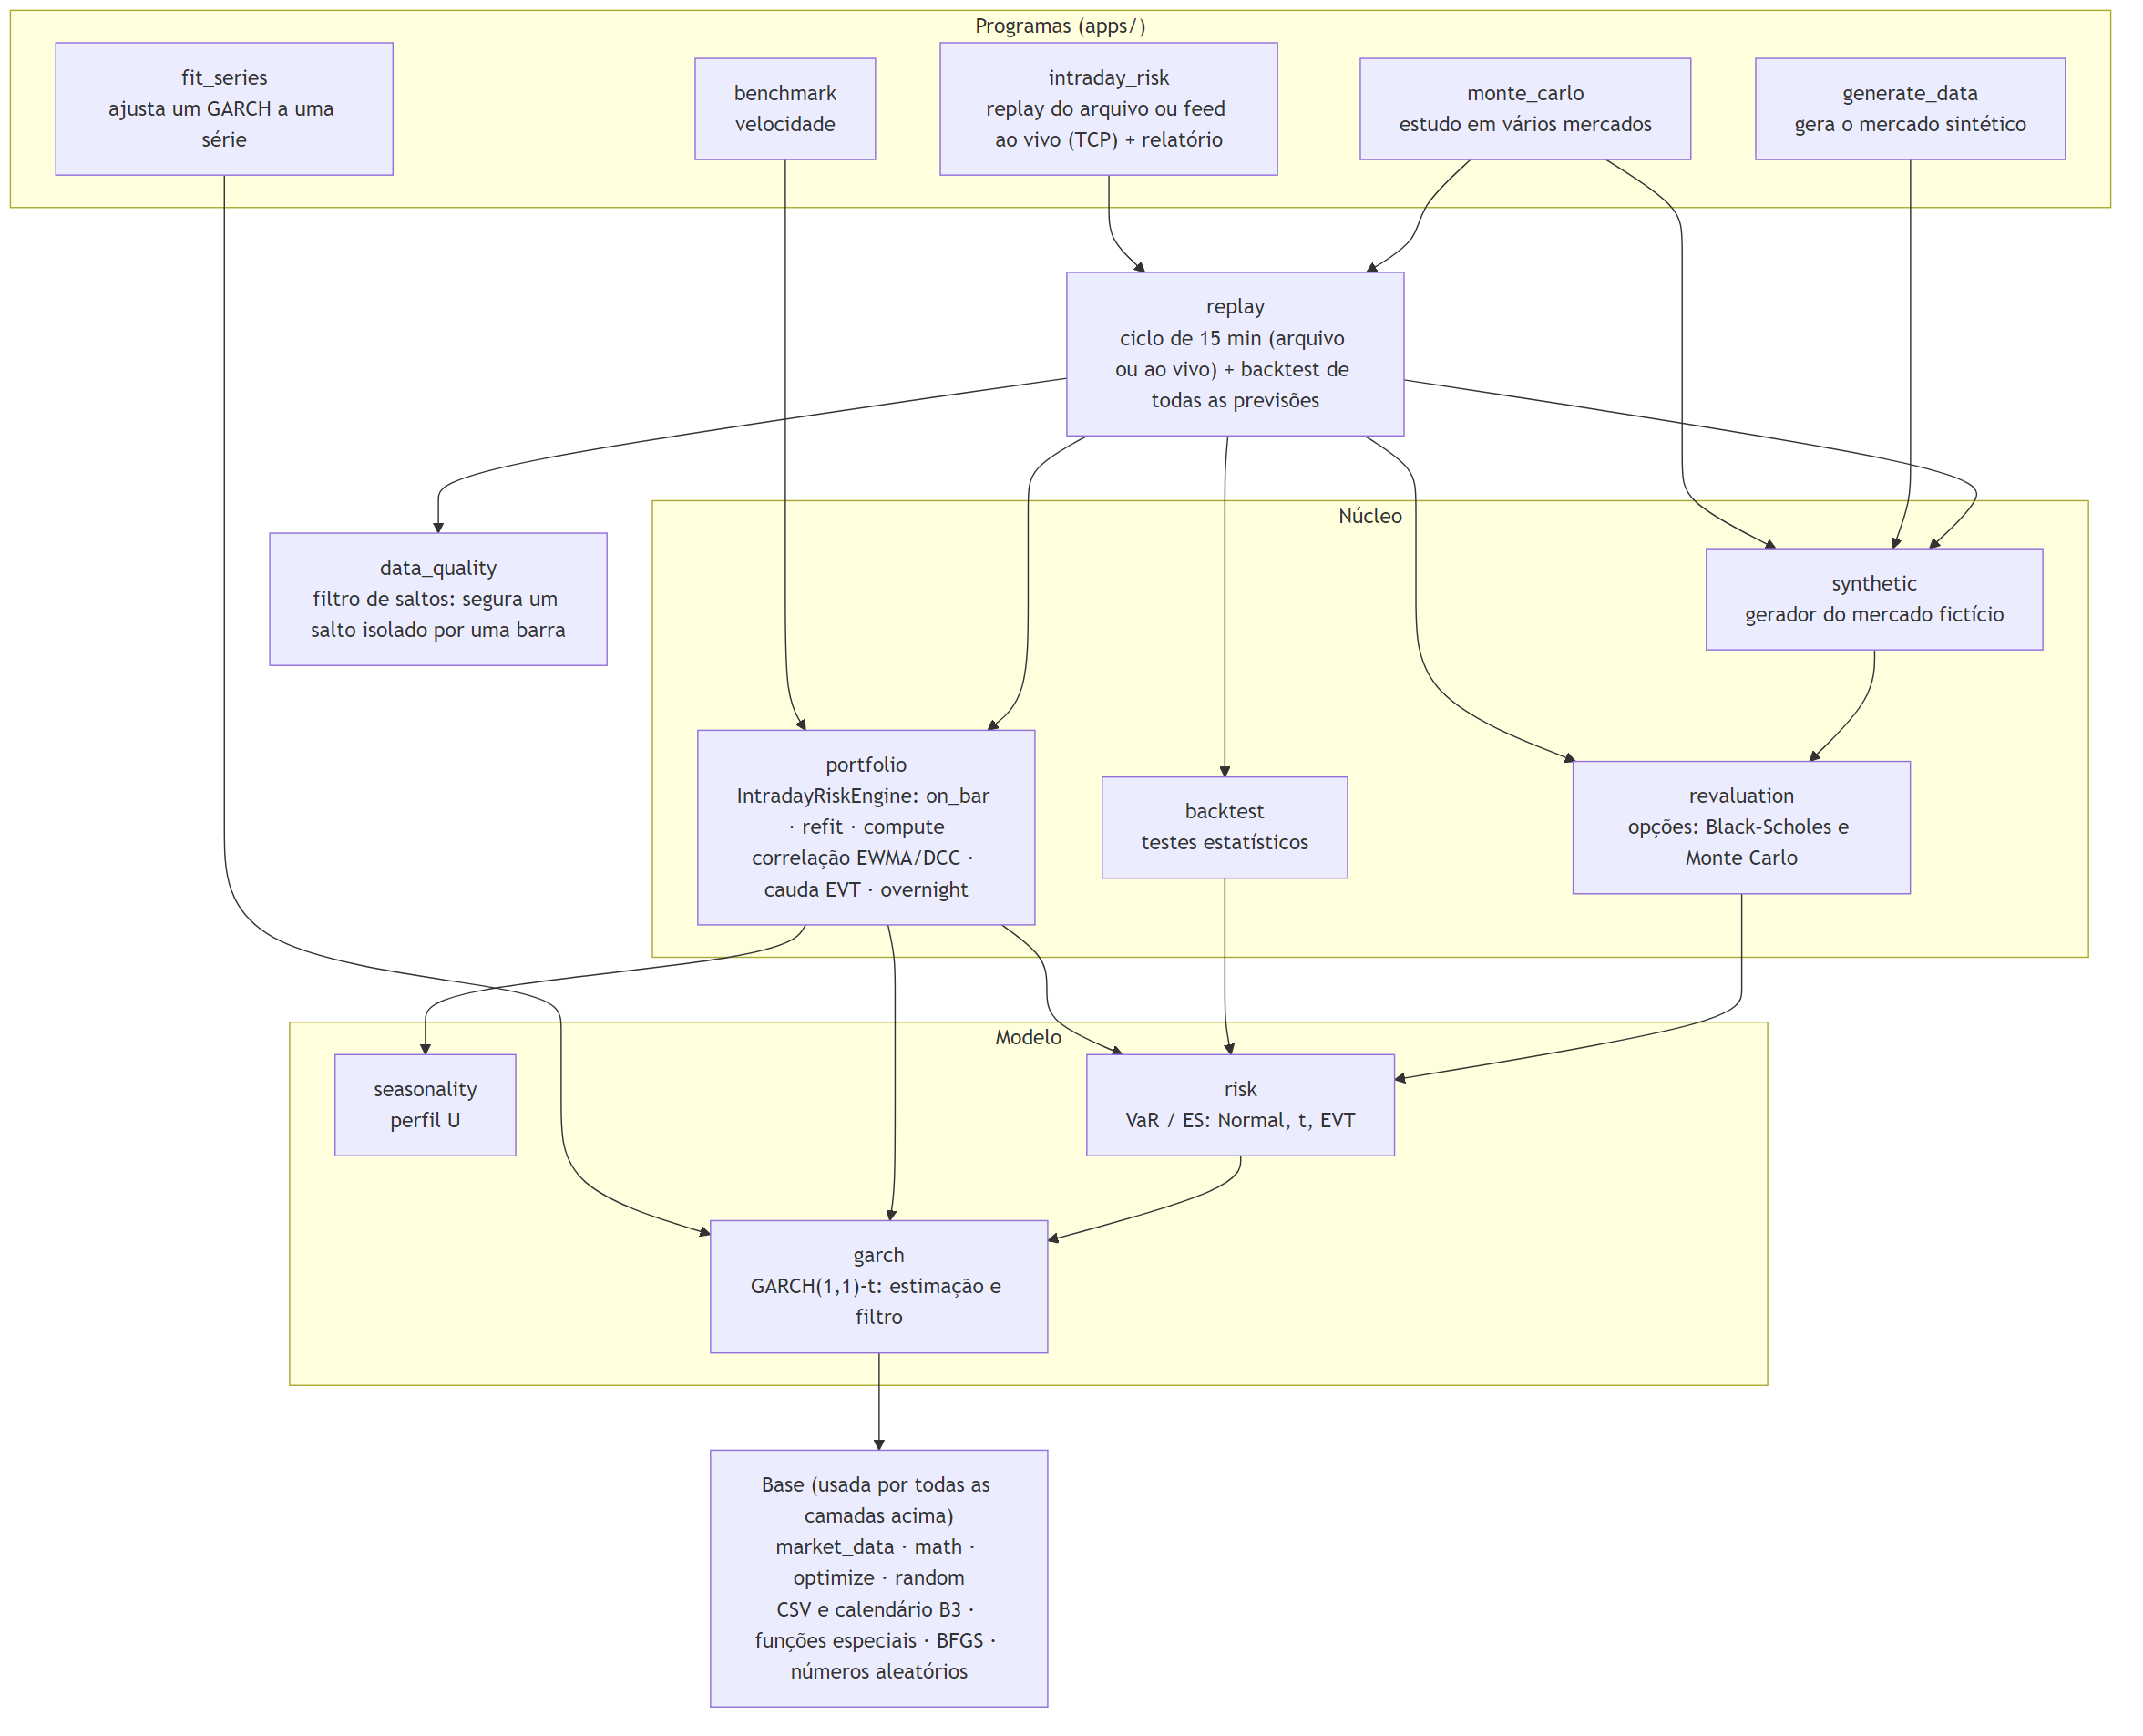 Programas (apps/)
fit_series
ajusta um GARCH a uma
série
benchmark
velocidade
intraday_risk
replay do arquivo ou feed
ao vivo (TCP) + relatório
monte_carlo
estudo em vários mercados
generate_data
gera o mercado sintético
replay
ciclo de 15 min (arquivo
ou ao vivo) + backtest de
todas as previsões
data_quality
filtro de saltos: segura um
salto isolado por uma barra
Núcleo
synthetic
gerador do mercado fictício
portfolio
IntradayRiskEngine: on_bar
· refit · compute
correlação EWMA/DCC ·
cauda EVT · overnight
backtest
testes estatísticos
revaluation
opções: Black-Scholes e
Monte Carlo
Modelo
seasonality
perfil U
risk
VaR / ES: Normal, t, EVT
garch
GARCH(1,1)-t: estimação e
filtro
Base (usada por todas as
camadas acima)
market_data · math ·
optimize · random
CSV e calendário B3 ·
funções especiais · BFGS ·
números aleatórios